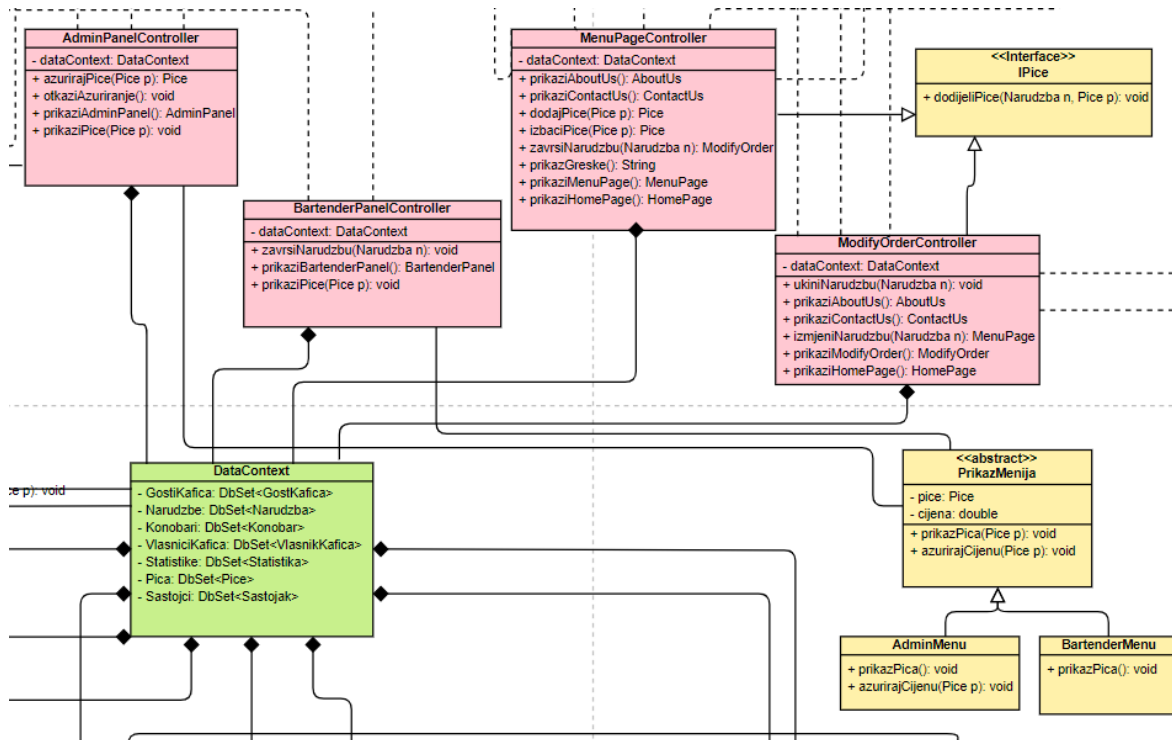 AdminPanelController
- dataContext: DataContext
+ azurirajPice(Pice p): Pice
+ otkaziAzuriranje(): void
+ prikaziAdminPanel(): AdminPanel
+ prikaziPice(Pice p): void
MenuPageController
- dataContext: DataContext
+ prikaziAboutUs(): AboutUs
+ prikaziContactUs(): ContactUs
+ dodajPice(Pice p): Pice
+ izbaciPice(Pice p): Pice
+ zavrsiNarudzbu(Narudzba n): ModifyOrder
+ prikazGreske(): String
+ prikaziMenuPage(): MenuPage
+ prikaziHomePage(): HomePage
<<Interface>>
IPice
+ dodijeliPice(Narudzba n, Pice p): void
BartenderPanelController
- dataContext: DataContext
+ zavrsiNarudzbu(Narudzba n): void
+ prikaziBartenderPanel(): BartenderPanel
+ prikaziPice(Pice p): void
ModifyOrderController
- dataContext: DataContext
+ ukiniNarudzbu(Narudzba n): void
+ prikaziAboutUs(): AboutUs
+ prikaziContactUs(): ContactUs
+ izmjeniNarudzbu(Narudzba n): MenuPage
+ prikaziModifyOrder(): ModifyOrder
+ prikaziHomePage(): HomePage
DataContext
- GostiKafica: DbSet<GostKafica>
- Narudzbe: DbSet<Narudzba>
- Konobari: DbSet<Konobar>
- VlasniciKafica: DbSet<VlasnikKafica>
- Statistike: DbSet<Statistika>
- Pica: DbSet<Pice>
- Sastojci: DbSet<Sastojak>
p): void
<<abstract>>
PrikazMenija
- pice: Pice
- cijena: double
+ prikazPica(Pice p): void
+ azurirajCijenu(Pice p): void
AdminMenu
+ prikazPica(): void
+ azurirajCijenu(Pice p): void
BartenderMenu
+ prikazPica(): void